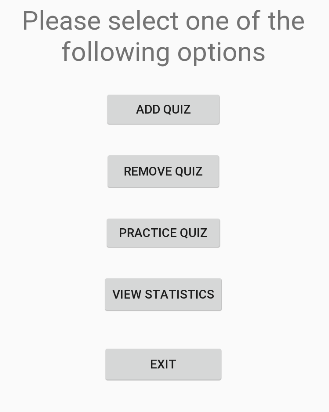 Please select one of the
following options
ADD QUIZ
REMOVE QUIZ
PRACTICE QUIZ
VIEW STATISTICS
EXIT